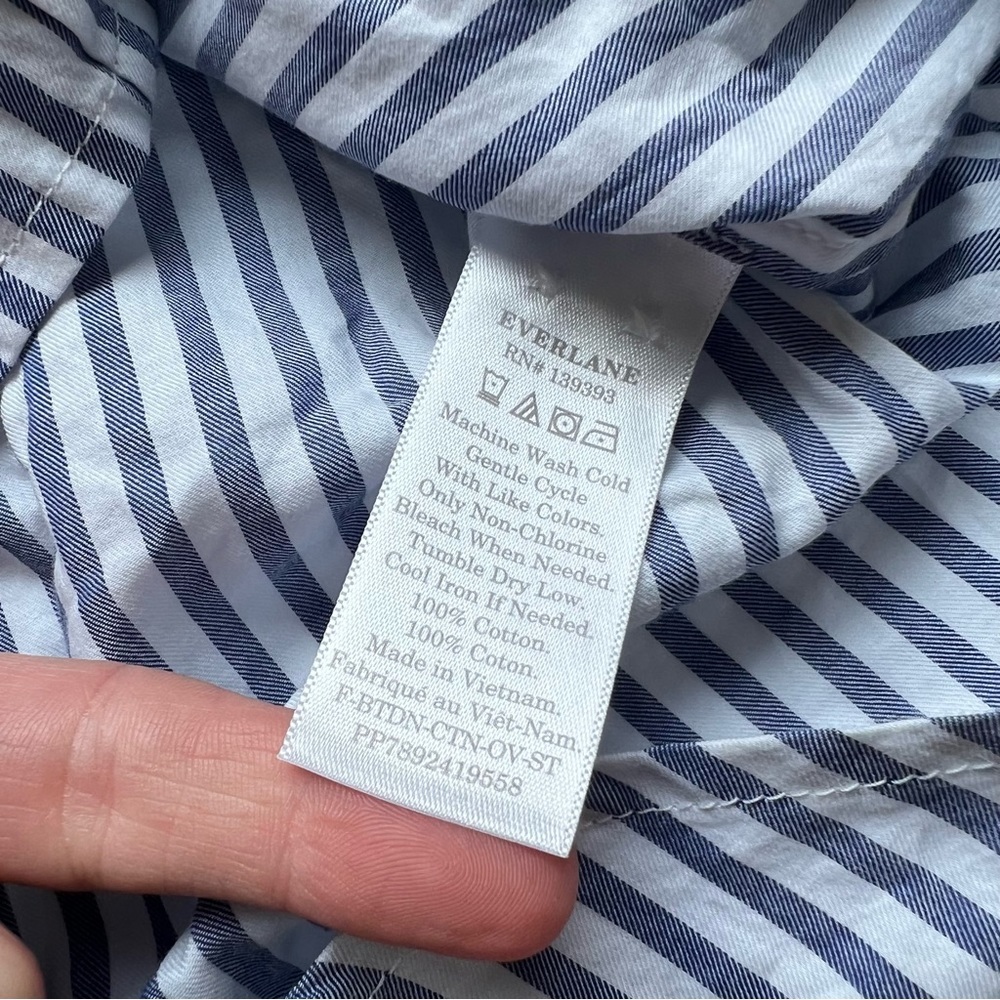 EVERLANE
RN# 139393
Machine Wash Cold
Gentle Cycle
With Like Colors.
Only Non-Chlorine
Bleach When Needed.
Tumble Dry Low.
Cool Iron If Needed.
100% Cotton.
100% Coton.
Made in Vietnam.
Fabriqué au Viêt-Nam.
F-BTDN-CTN-OV-ST
PP7892419558